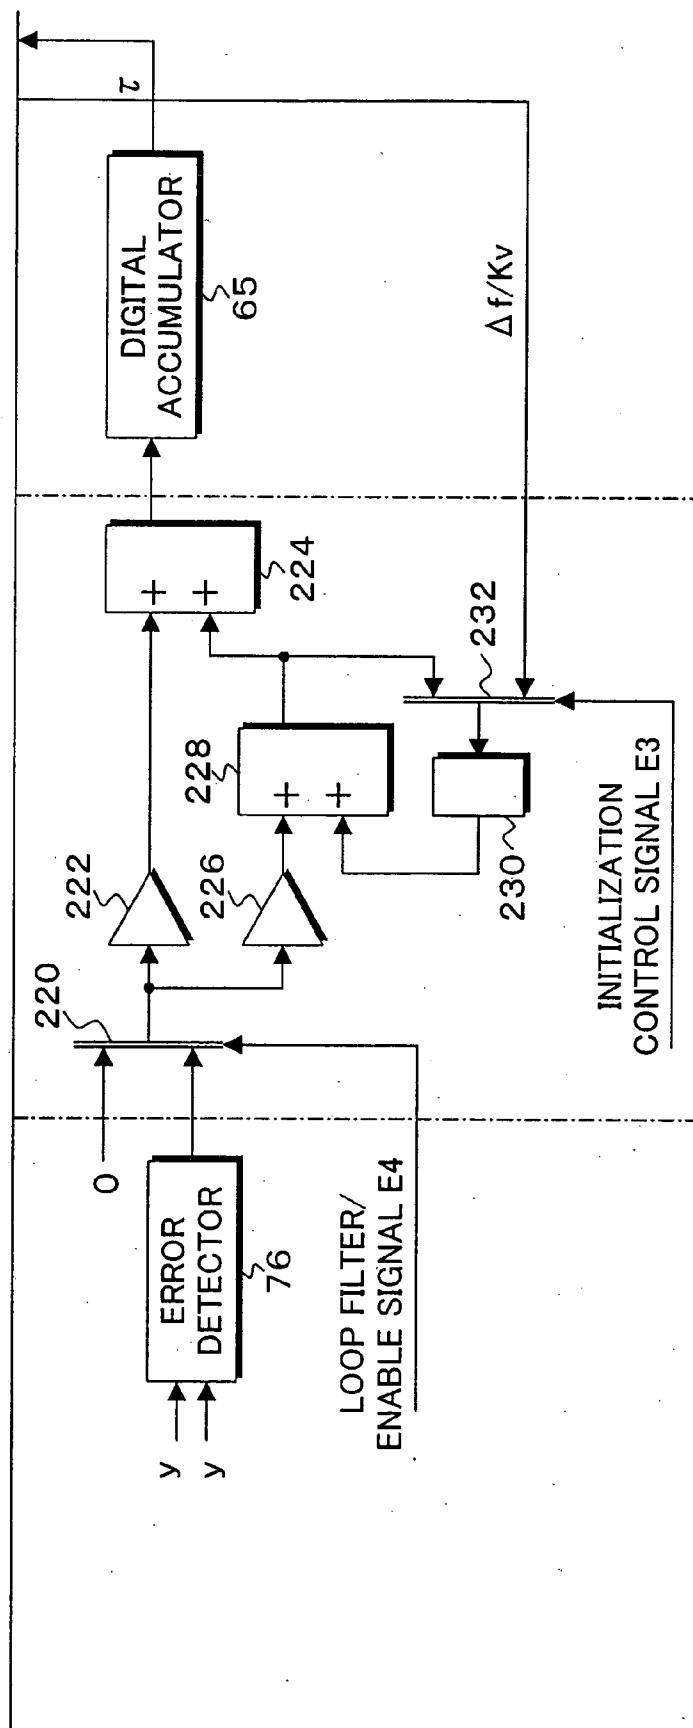 y
y
ERROR
DETECTOR
76
0
LOOP FILTER/
ENABLE SIGNAL E4
220
222
226
228
+
+
230
232
INITIALIZATION
CONTROL SIGNAL E3
+
+
224
DIGITAL
ACCUMULATOR
65
τ
Δf/Kv